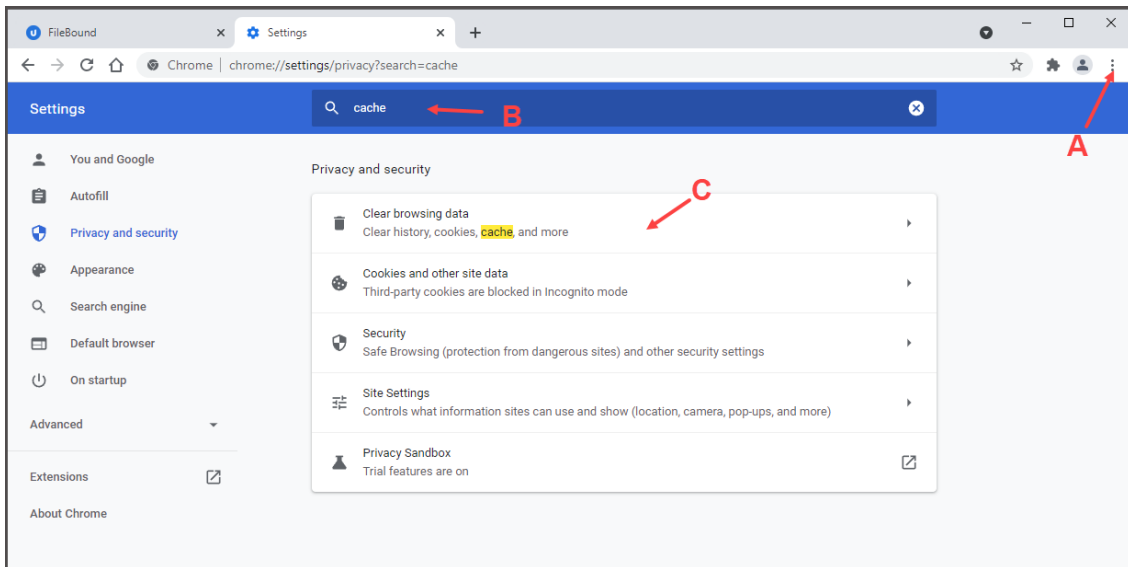 FileBound
Settings
Chrome | chrome://settings/privacy?search=cache
Settings
cache
B
A
You and Google
Autofill
Privacy and security
Appearance
Search engine
Default browser
On startup
Advanced
Extensions
About Chrome
Privacy and security
C
Clear browsing data
Clear history, cookies, cache, and more
Cookies and other site data
Third-party cookies are blocked in Incognito mode
Security
Safe Browsing (protection from dangerous sites) and other security settings
Site Settings
Controls what information sites can use and show (location, camera, pop-ups, and more)
Privacy Sandbox
Trial features are on